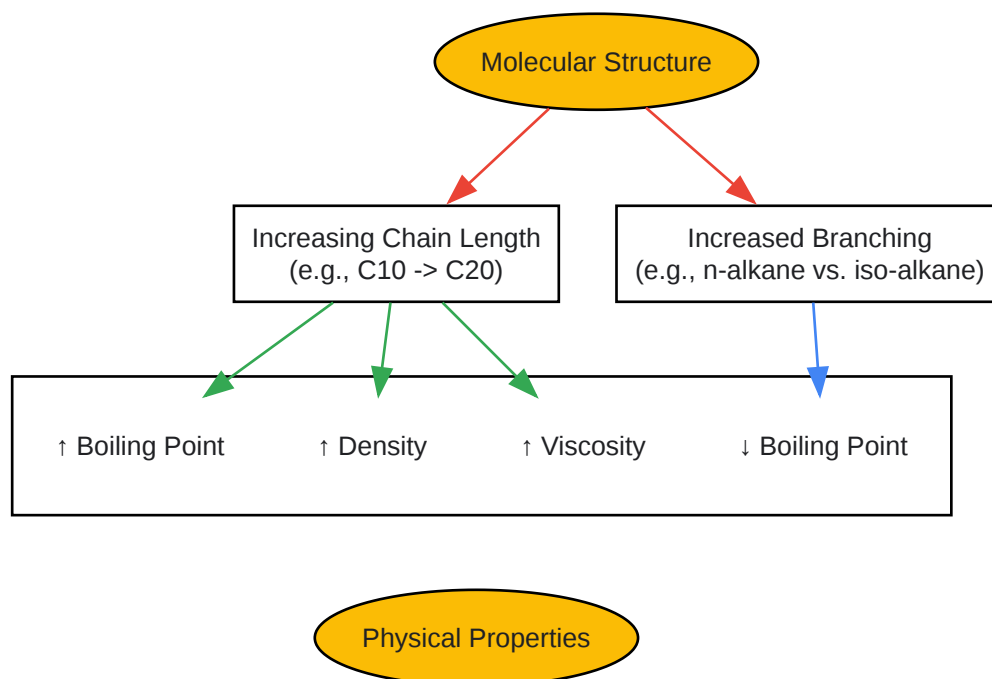 Molecular Structure
Increasing Chain Length
(e.g., C10 -> C20)
Increased Branching
(e.g., n-alkane vs. iso-alkane)
↑ Boiling Point
↑ Density
↑ Viscosity
↓ Boiling Point
Physical Properties